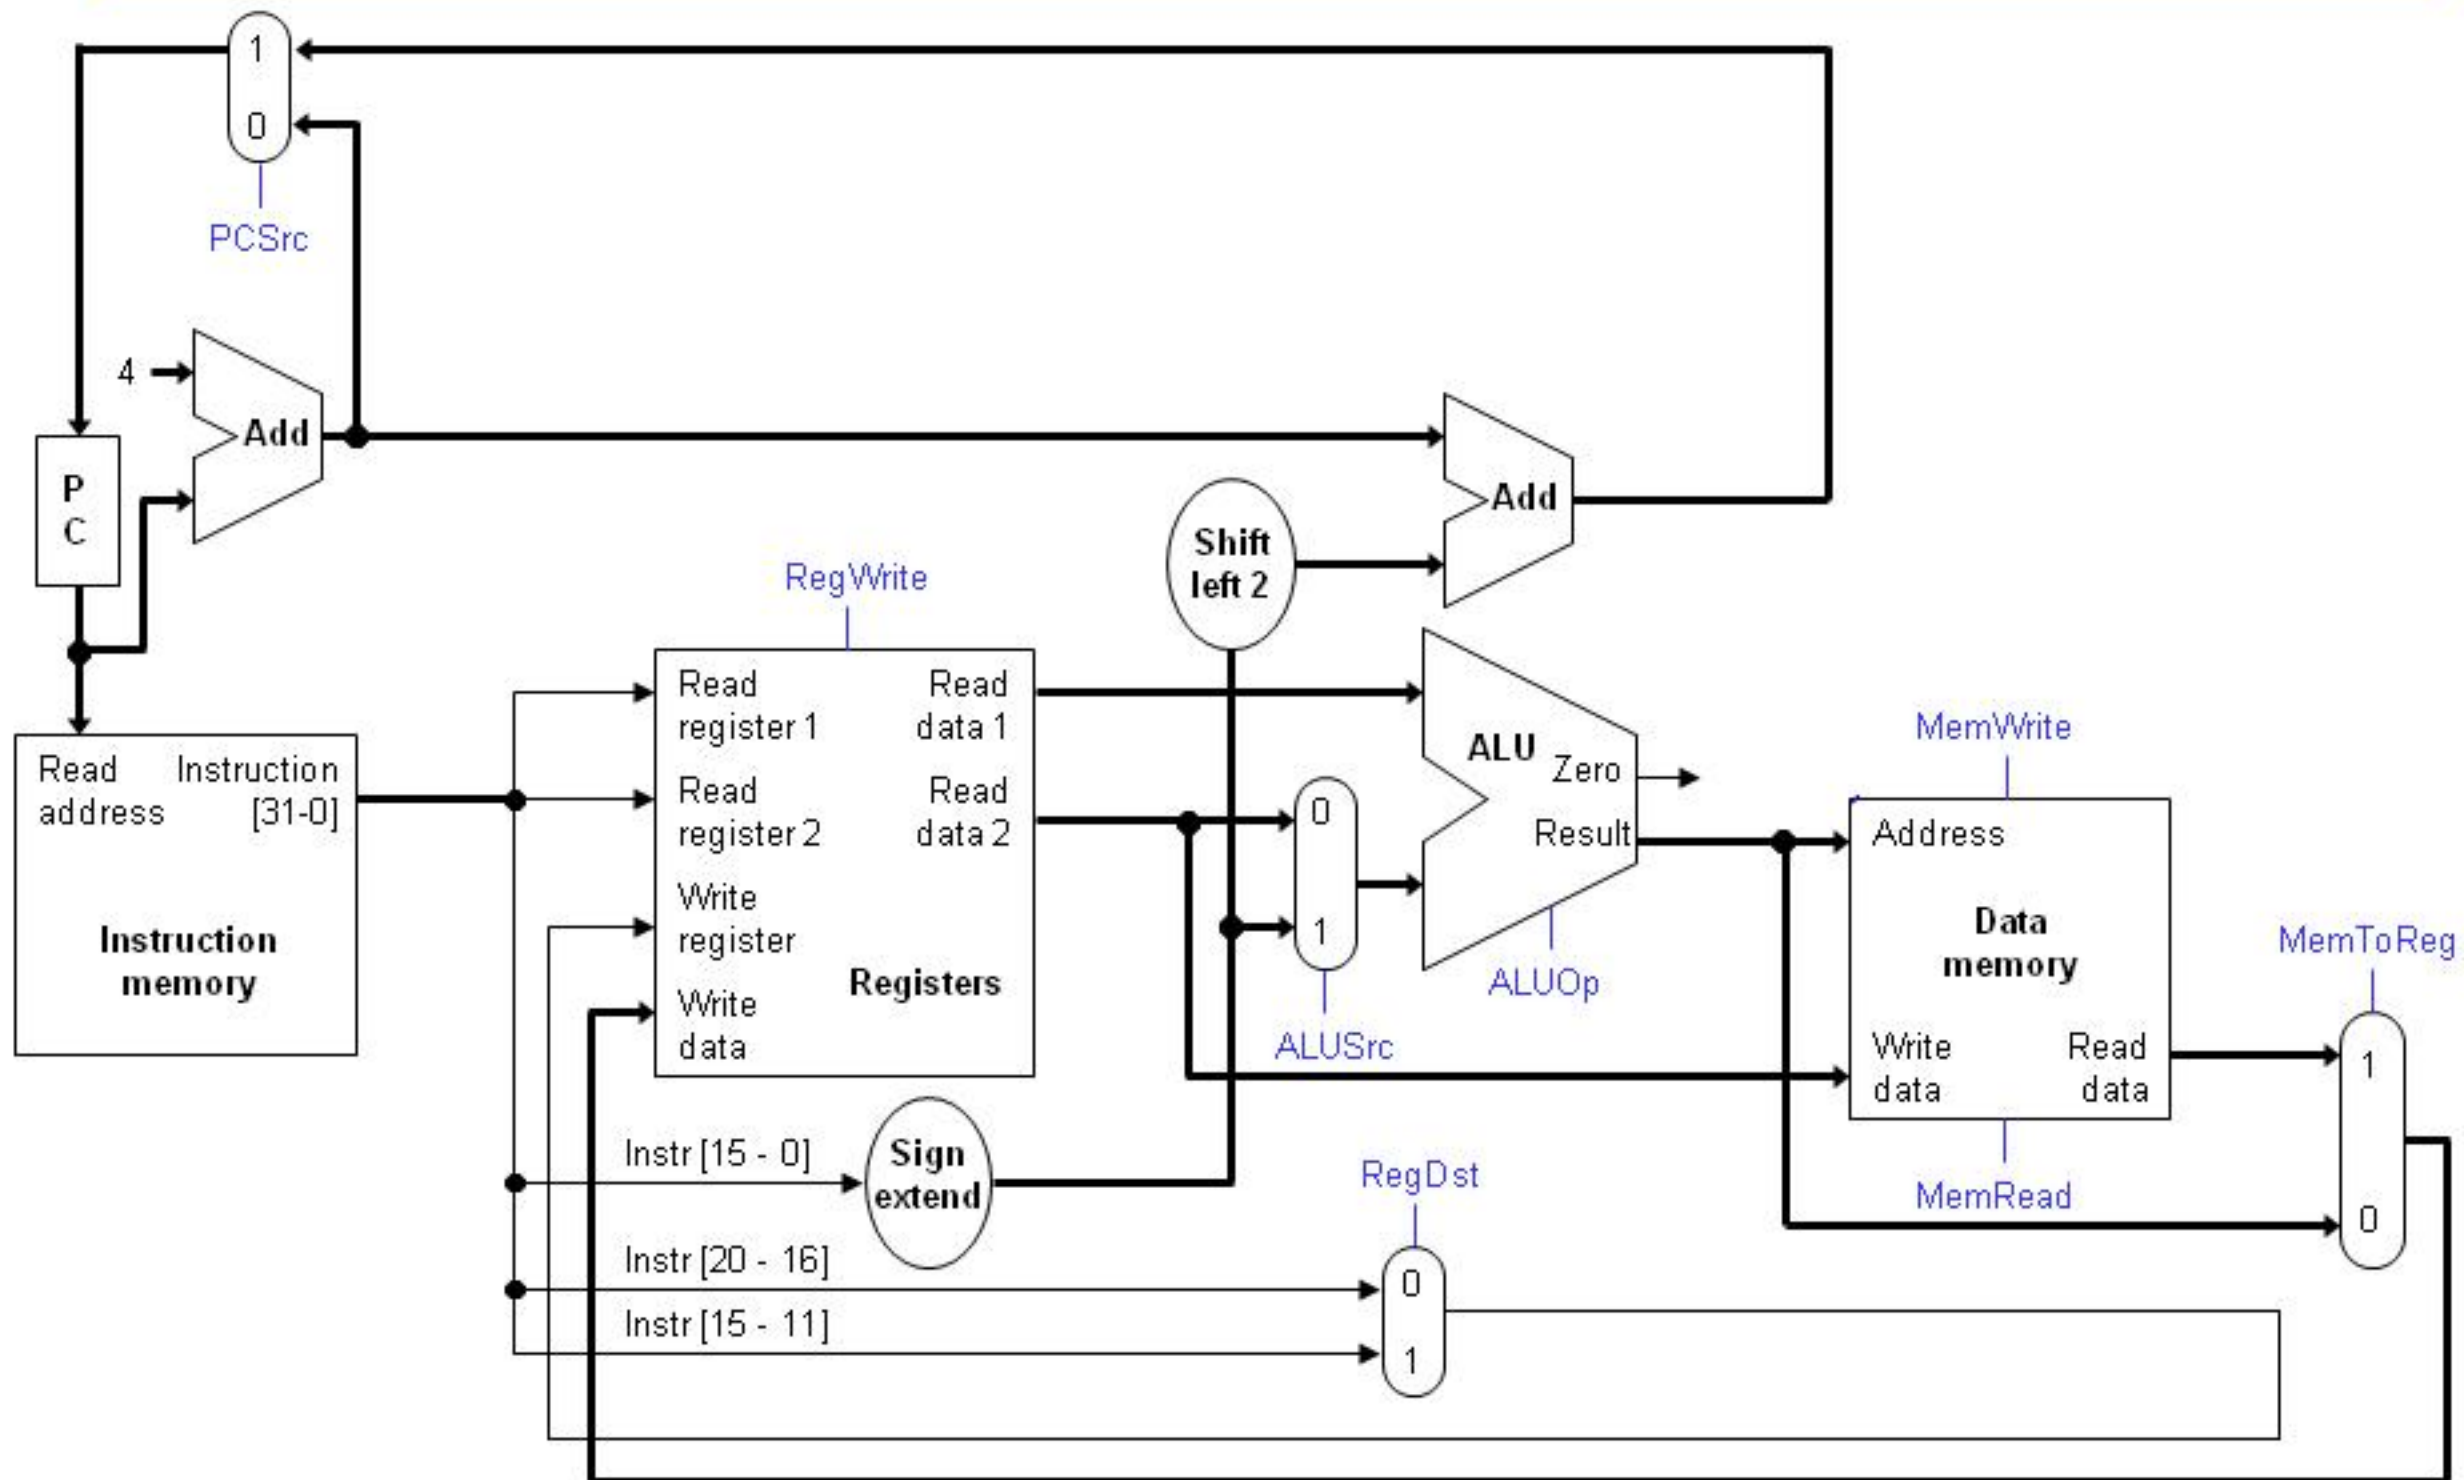 1
0
PCSrc
4
Add
P
C
Add
Shift
left 2
RegWrite
Read
register 1
Read
data 1
Read
register 2
Read
data 2
Write
register
Write
data
Registers
Read
address
Instruction
[31-0]
Instruction
memory
ALU
Zero
Result
ALUOp
0
1
ALUSrc
MemWrite
Address
Data
memory
Write
data
Read
data
MemRead
MemToReg
1
0
Instr [15 - 0]
Sign
extend
RegDst
Instr [20 - 16]
0
Instr [15 - 11]
1